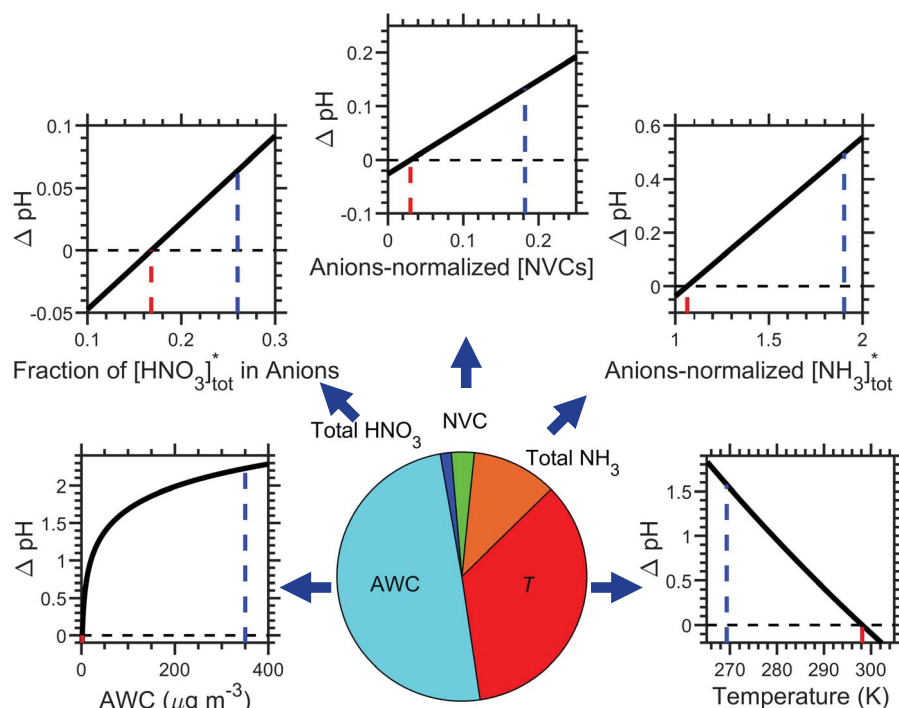 0.2
0.1
0
-0.1
Δ pH
0 0.1 0.2
Anions-normalized [NVCs]
0.1
0.05
0
-0.05
Δ pH
0.1 0.2 0.3
Fraction of [HNO3]*tot in Anions
0.6
0.4
0.2
0
Δ pH
1 1.5 2
Anions-normalized [NH3]*tot
Total HNO3
NVC
Total NH3
AWC
T
0 200 400
2
1.5
1
0.5
0
Δ pH
AWC (μg m-3)
1.5
1
0.5
0
Δ pH
270 280 290 300
Temperature (K)